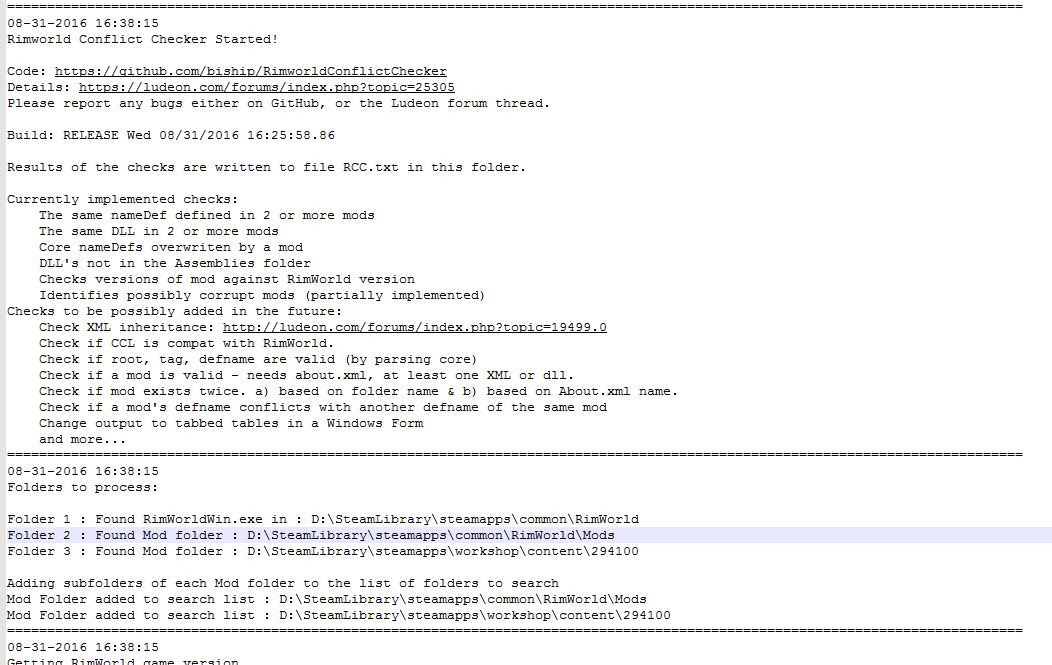 ================================================================================================================================
08-31-2016 16:38:15
Rimworld Conflict Checker Started!
Code: https://github.com/biship/RimworldConflictChecker
Details: https://ludeon.com/forums/index.php?topic=25305
Please report any bugs either on GitHub, or the Ludeon forum thread.
Build: RELEASE Wed 08/31/2016 16:25:58.86
Results of the checks are written to file RCC.txt in this folder.
Currently implemented checks:
The same nameDef defined in 2 or more mods
The same DLL in 2 or more mods
Core nameDefs overwriten by a mod
DLL's not in the Assemblies folder
Checks versions of mod against RimWorld version
Identifies possibly corrupt mods (partially implemented)
Checks to be possibly added in the future:
Check XML inheritance: http://ludeon.com/forums/index.php?topic=19499.0
Check if CCL is compat with RimWorld.
Check if root, tag, defname are valid (by parsing core)
Check if a mod is valid - needs about.xml, at least one XML or dll.
Check if mod exists twice. a) based on folder name & b) based on About.xml name.
Check if a mod's defname conflicts with another defname of the same mod
Change output to tabbed tables in a Windows Form
and more...
================================================================================================================================
08-31-2016 16:38:15
Folders to process:
Folder 1 : Found RimWorldWin.exe in : D:\SteamLibrary\steamapps\common\RimWorld
Folder 2 : Found Mod folder : D:\SteamLibrary\steamapps\common\RimWorld\Mods
Folder 3 : Found Mod folder : D:\SteamLibrary\steamapps\workshop\content\294100
Adding subfolders of each Mod folder to the list of folders to search
Mod Folder added to search list : D:\SteamLibrary\steamapps\common\RimWorld\Mods
Mod Folder added to search list : D:\SteamLibrary\steamapps\workshop\content\294100
================================================================================================================================
08-31-2016 16:38:15
Getting RimWorld game version